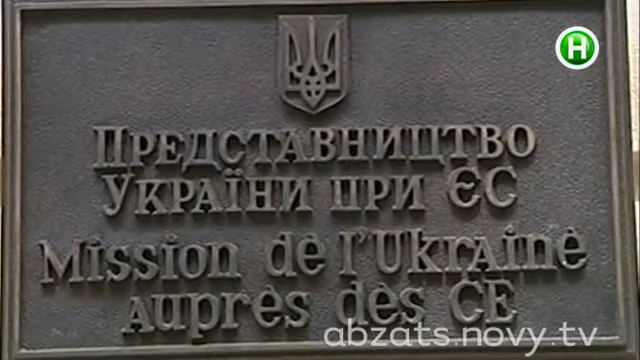 Н
Представництво
України при ЄС
Mission de l'Ukraine
auprès des CE
abzats.novy.tv